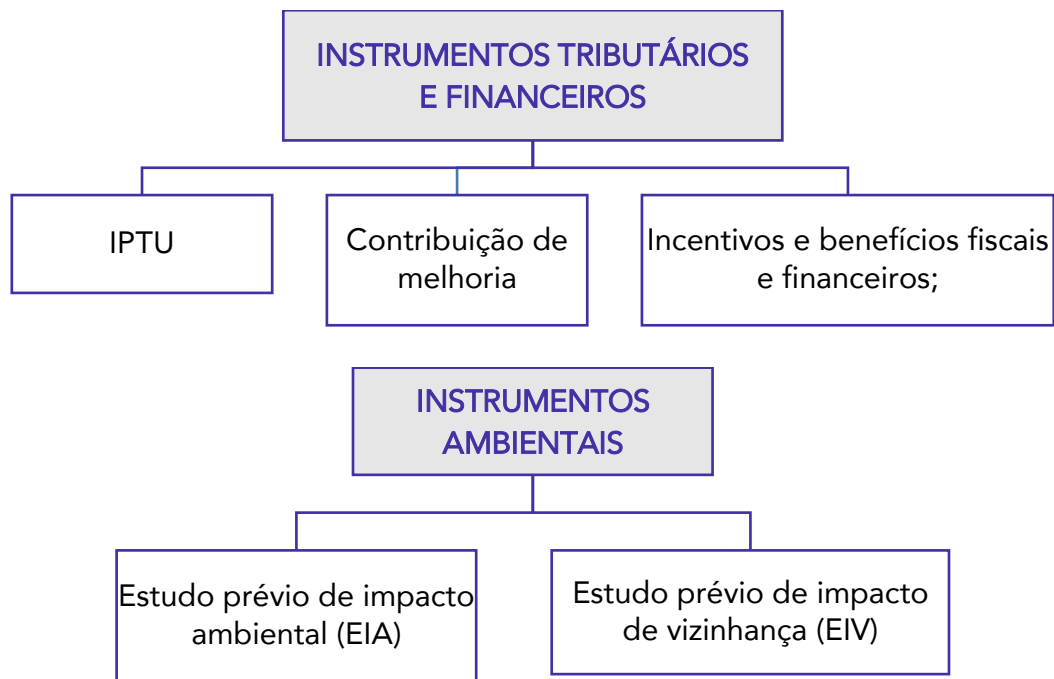 INSTRUMENTOS TRIBUTÁRIOS
E FINANCEIROS
IPTU
Contribuição de
melhoria
Incentivos e benefícios fiscais
e financeiros;
INSTRUMENTOS
AMBIENTAIS
Estudo prévio de impacto
ambiental (EIA)
Estudo prévio de impacto
de vizinhança (EIV)